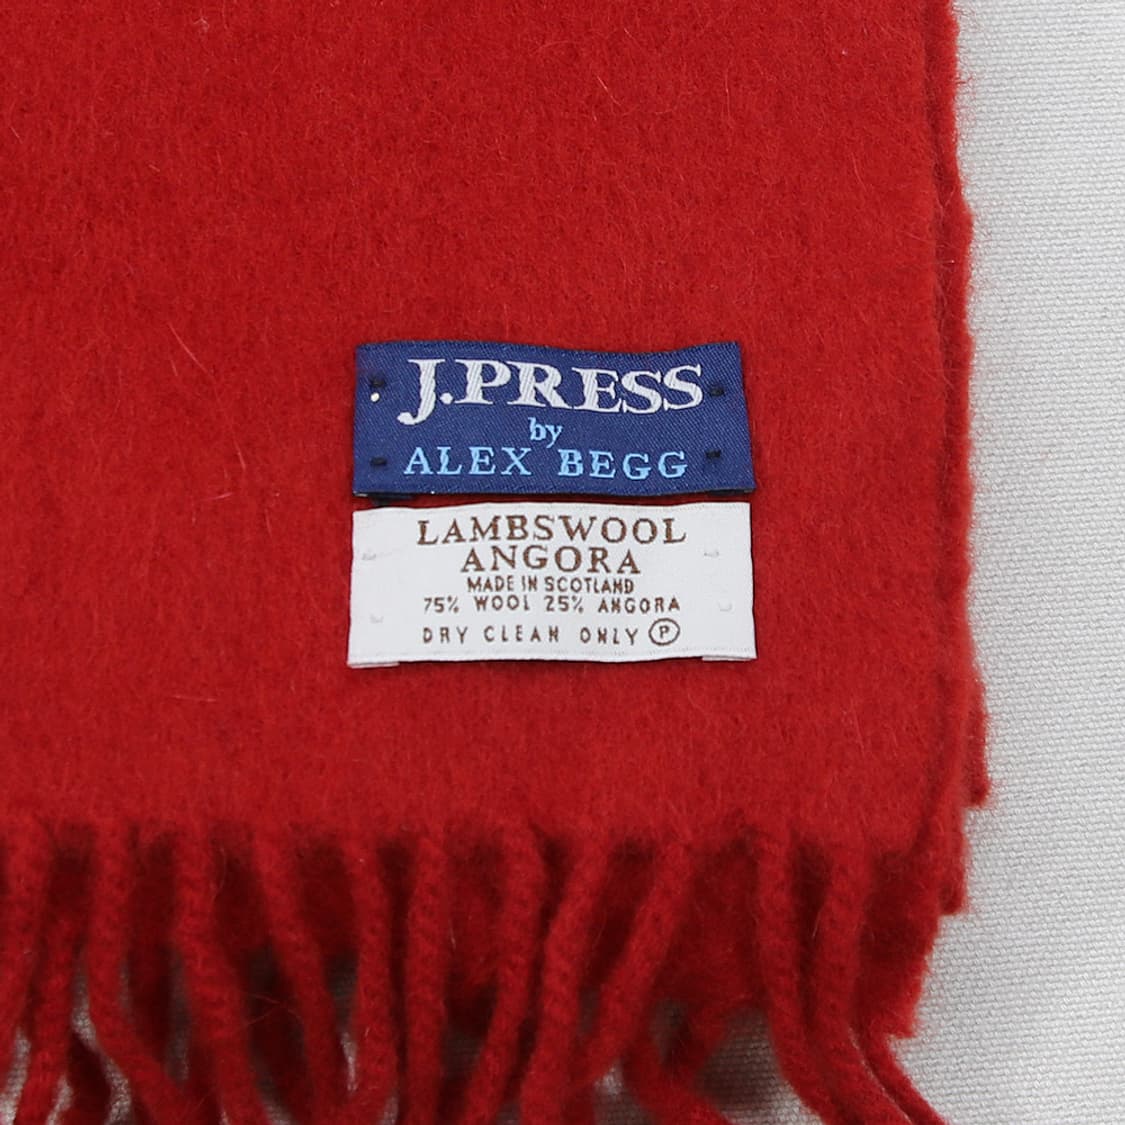 J.PRESS
by
ALEX BEGG
LAMBSWOOL
ANGORA
MADE IN SCOTLAND
75% WOOL 25% ANGORA
DRY CLEAN ONLY Ⓟ